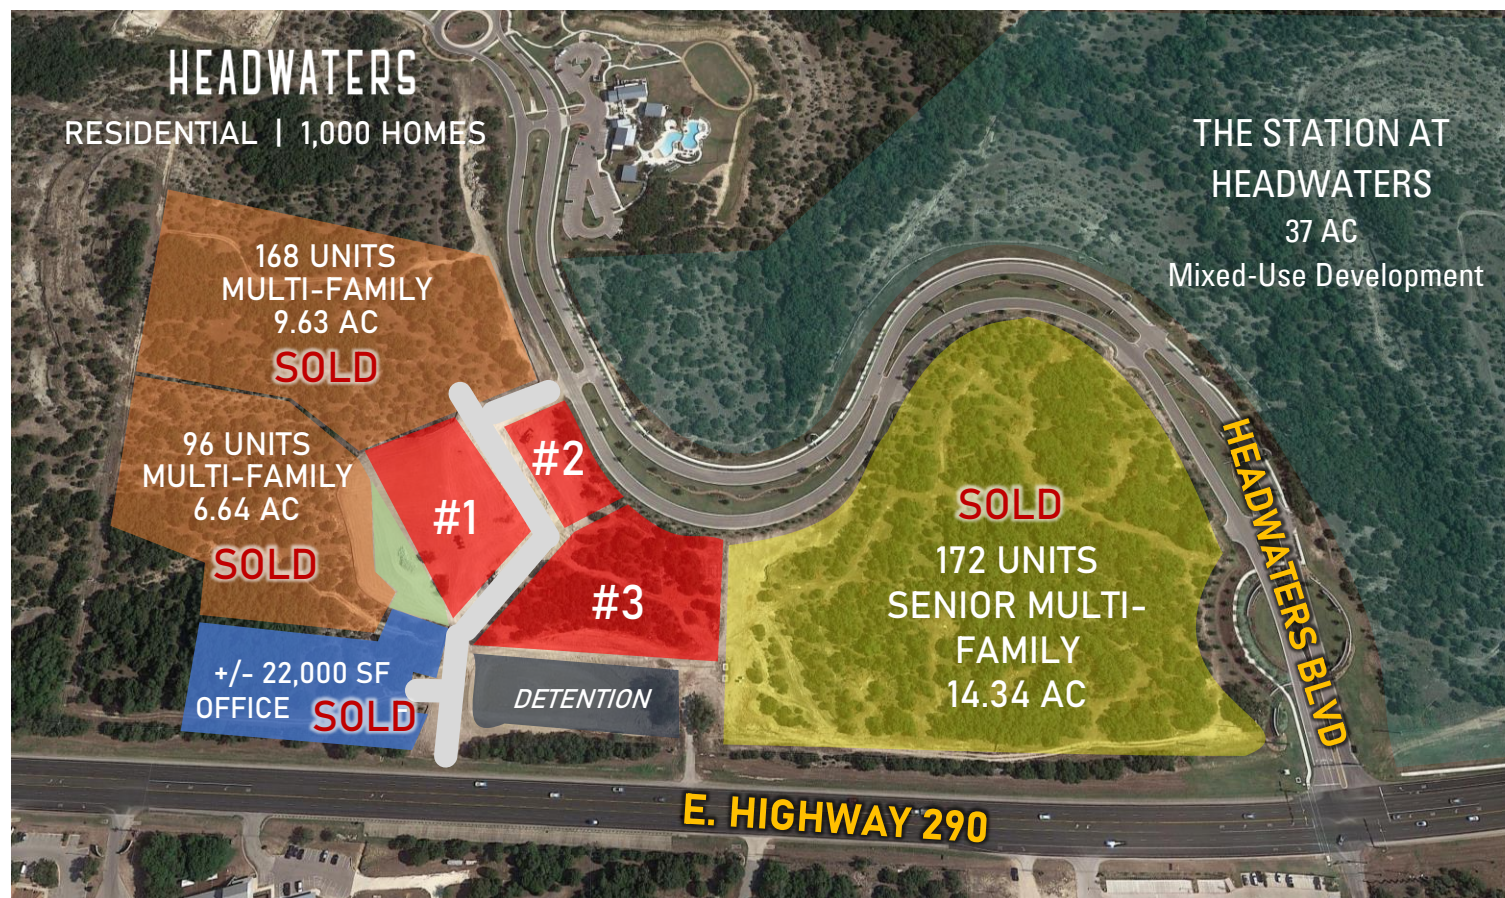 HEADWATERS
RESIDENTIAL | 1,000 HOMES
THE STATION AT
HEADWATERS
37 AC
Mixed-Use Development
168 UNITS
MULTI-FAMILY
9.63 AC
SOLD
96 UNITS
MULTI-FAMILY
6.64 AC
SOLD
#1
#2
#3
SOLD
172 UNITS
SENIOR MULTI-
FAMILY
14.34 AC
HEADWATERS BLVD
+/- 22,000 SF
OFFICE SOLD
DETENTION
E. HIGHWAY 290